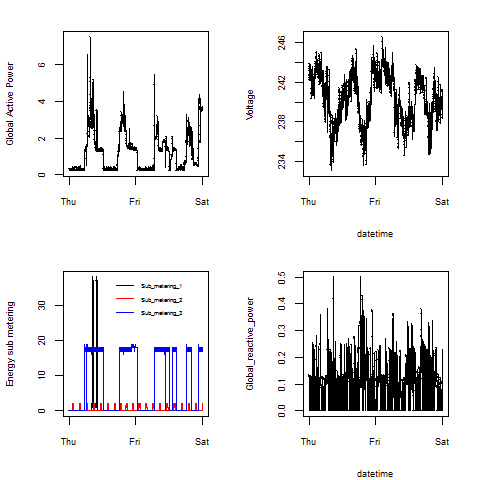 Global Active Power
0 2 4 6
Thu Fri Sat
Voltage
234 238 242 246
Thu Fri Sat
datetime
Energy sub metering
0 10 20 30
Sub_metering_1
Sub_metering_2
Sub_metering_3
Thu Fri Sat
Global_reactive_power
0.0 0.1 0.2 0.3 0.4 0.5
Thu Fri Sat
datetime